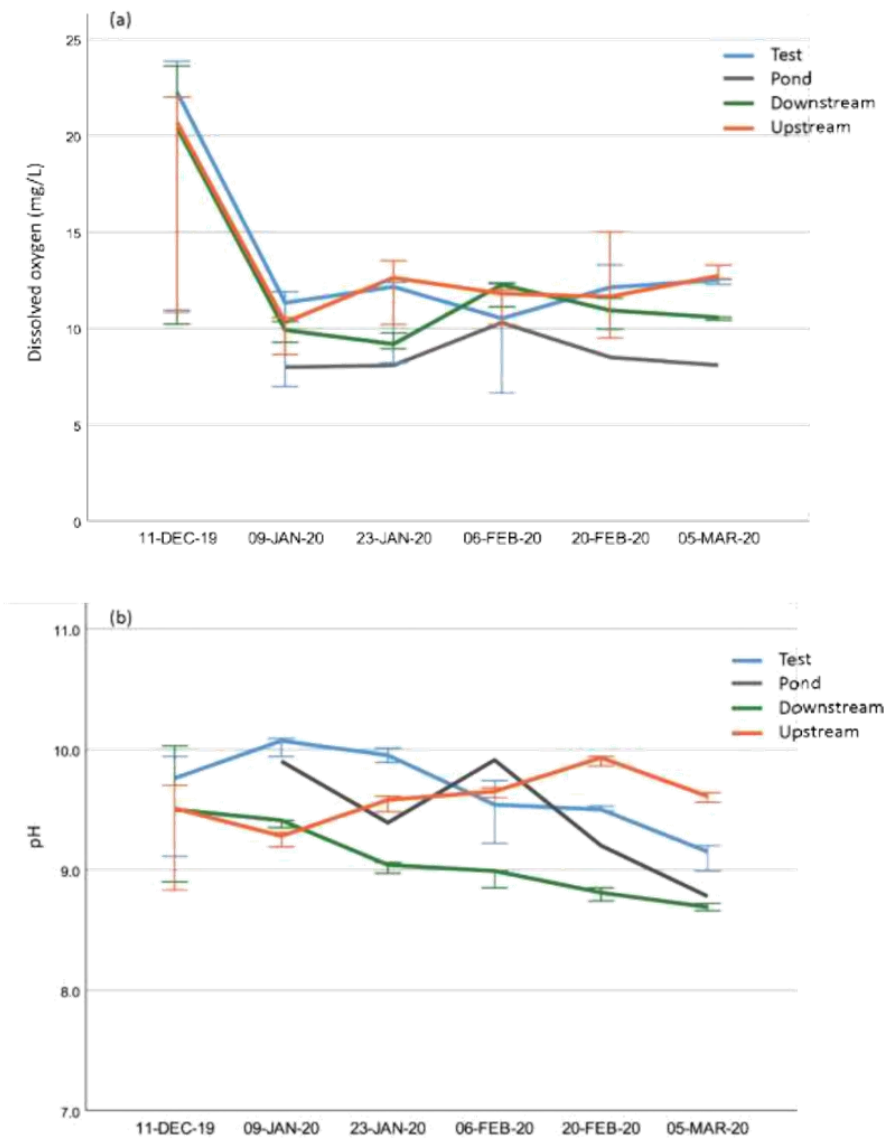 (a)
25
20
15
10
5
0
Dissolved oxygen (mg/L)
Test
Pond
Downstream
Upstream
11-DEC-19 09-JAN-20 23-JAN-20 06-FEB-20 20-FEB-20 05-MAR-20
(b)
11.0
10.0
9.0
8.0
7.0
pH
Test
Pond
Downstream
Upstream
11-DEC-19 09-JAN-20 23-JAN-20 06-FEB-20 20-FEB-20 05-MAR-20